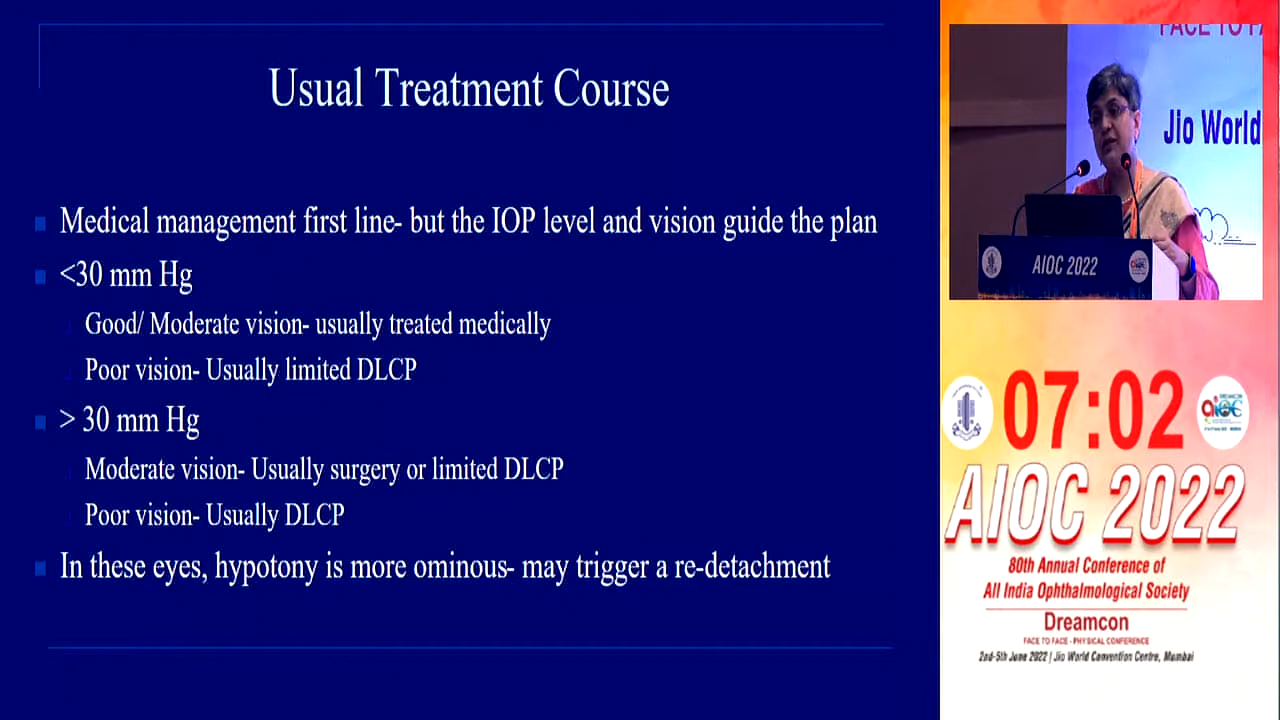 Usual Treatment Course
Medical management first line- but the IOP level and vision guide the plan
<30 mm Hg
Good/ Moderate vision- usually treated medically
Poor vision- Usually limited DLCP
> 30 mm Hg
Moderate vision- Usually surgery or limited DLCP
Poor vision- Usually DLCP
In these eyes, hypotony is more ominous- may trigger a re-detachment
Jio World
AIOC 2022
07:02
AIOC 2022
80th Annual Conference of
All India Ophthalmological Society
Dreamcon
FACE TO FACE - PHYSICAL CONFERENCE
2nd-5th June 2022 | Jio World Convention Centre, Mumbai